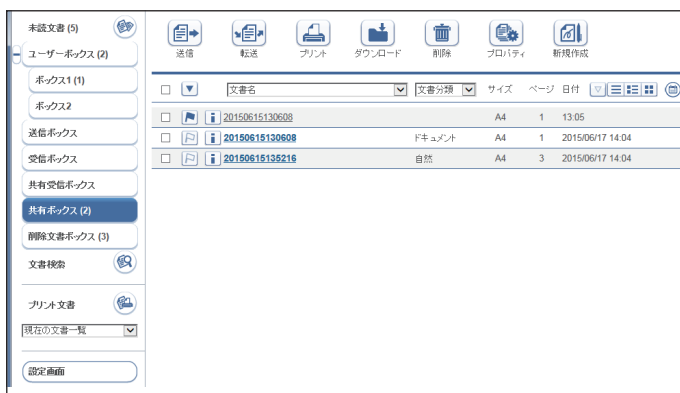 未読文書 (5)
ユーザーボックス (2)
ボックス1 (1)
ボックス2
送信ボックス
受信ボックス
共有受信ボックス
共有ボックス (2)
削除文書ボックス (3)
文書検索
プリント文書
現在の文書一覧
設定画面
送信 転送 プリント ダウンロード 削除 プロパティ 新規作成
文書名 文書分類 サイズ ページ 日付
20150615130608 A4 1 13:05
20150615130608 ドキュメント A4 1 2015/06/17 14:04
20150615135216 自然 A4 3 2015/06/17 14:04